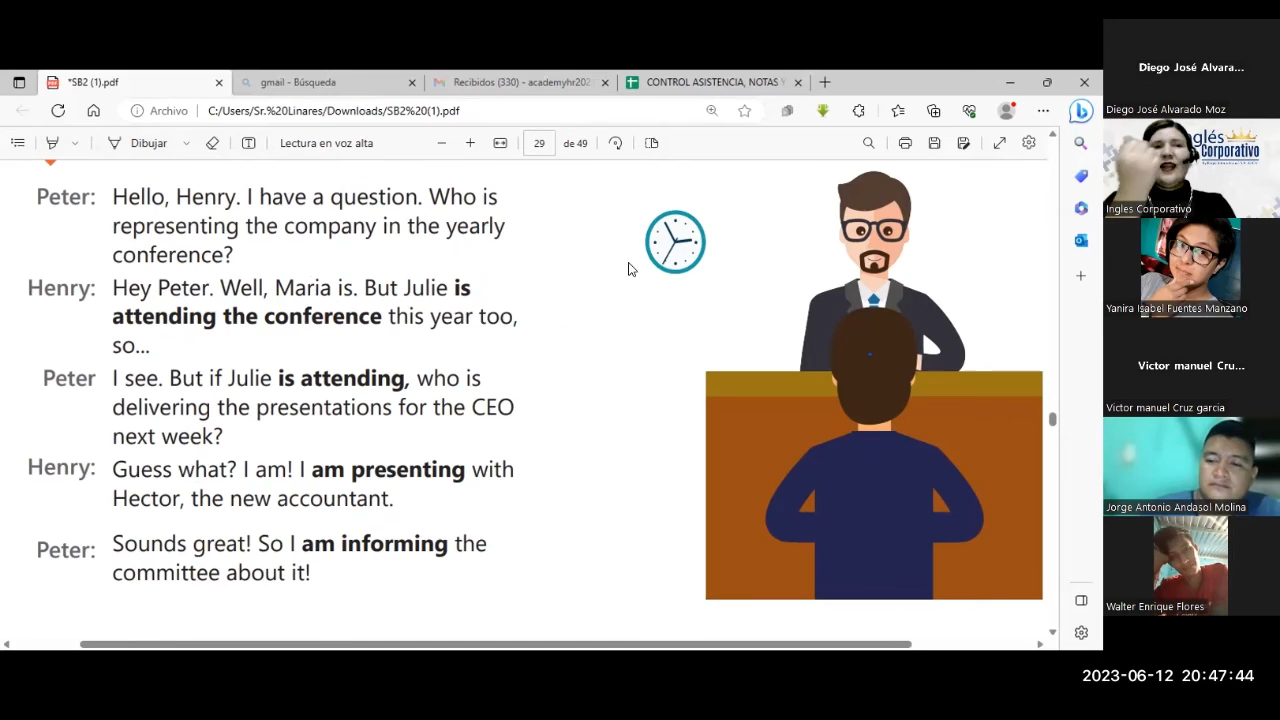 *SB2 (1).pdf
gmail - Búsqueda
Recibidos (330) - academyhr202
CONTROL ASISTENCIA, NOTAS Y
Archivo
C:/Users/Sr.%20Linares/Downloads/SB2%20(1).pdf
Dibujar
Lectura en voz alta
29
de 49
Peter: Hello, Henry. I have a question. Who is
representing the company in the yearly
conference?
Henry: Hey Peter. Well, Maria is. But Julie is
attending the conference this year too,
so...
Peter I see. But if Julie is attending, who is
delivering the presentations for the CEO
next week?
Henry: Guess what? I am! I am presenting with
Hector, the new accountant.
Peter: Sounds great! So I am informing the
committee about it!
Diego José Alvara...
Diego José Alvarado Moz
nglés
Corporativo
Ingles Corporativo
Yanira Isabel Fuentes Manzano
Victor manuel Cru...
Victor manuel Cruz garcia
Jorge Antonio Andasol Molina
Walter Enrique Flores
2023-06-12 20:47:44